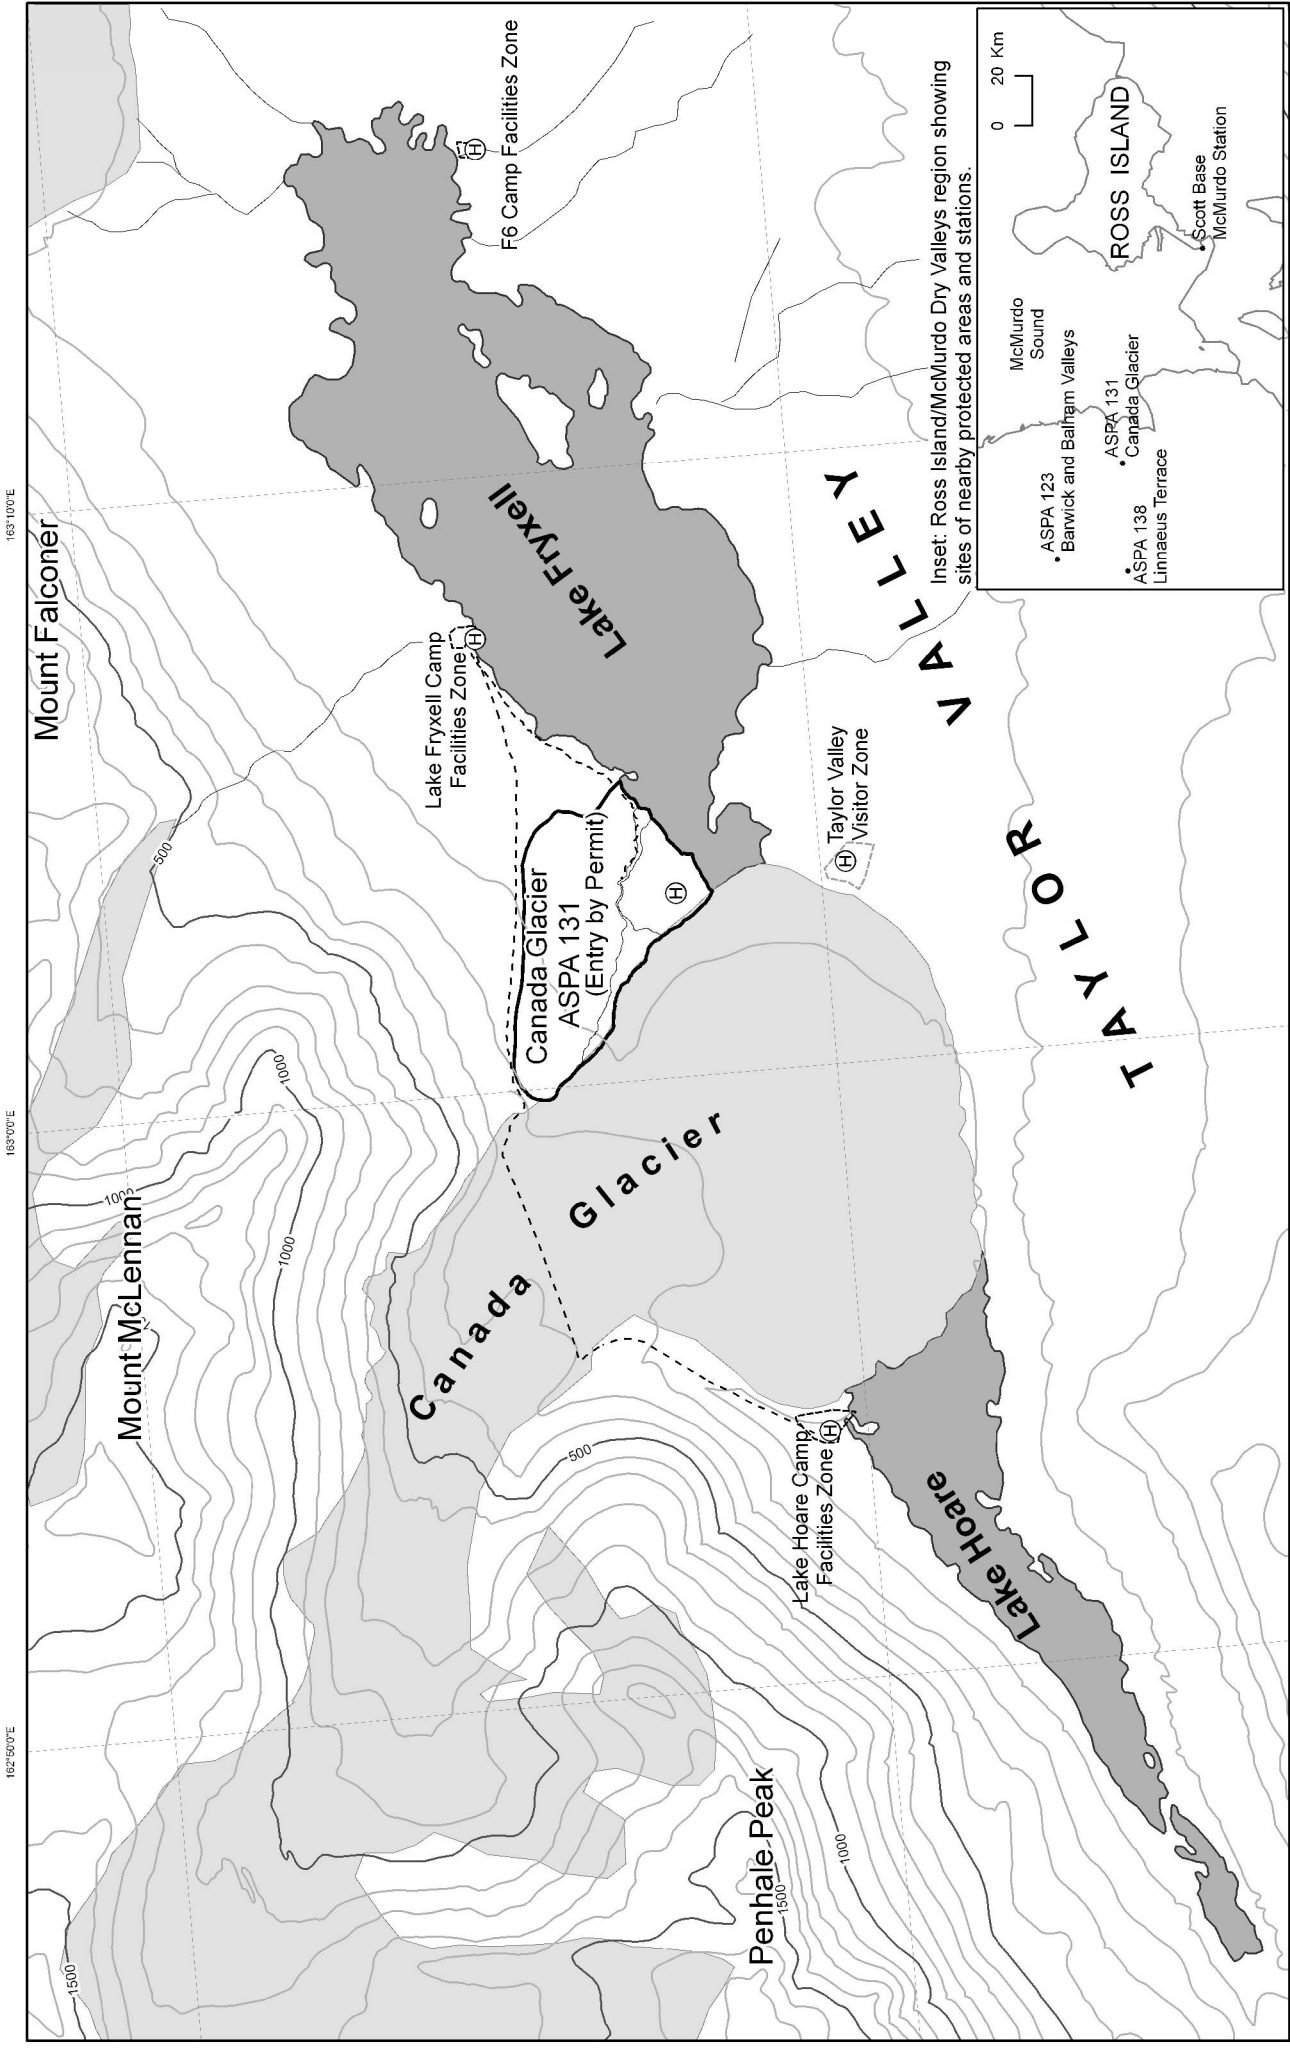 162°50'0"E
163°0'0"E
163°10'0"E
Mount Falconer
Mount McLennan
Penhale Peak
1500
1500
1000
1000
1000
1000
500
500
Canada
Glacier
Canada Glacier
ASPA 131
(Entry by Permit)
H
Lake Fryxell Camp
Facilities Zone
H
Lake Fryxell
F6 Camp Facilities Zone
H
Lake Hoare Camp
Facilities Zone
H
Lake Hoare
Taylor Valley
Visitor Zone
H
TAYLOR VALLEY
Inset: Ross Island/McMurdo Dry Valleys region showing
sites of nearby protected areas and stations.
0 20 Km
McMurdo
Sound
ROSS ISLAND
ASPA 123
Barwick and Balham Valleys
ASPA 131
Canada Glacier
ASPA 138
Linnaeus Terrace
Scott Base
McMurdo Station